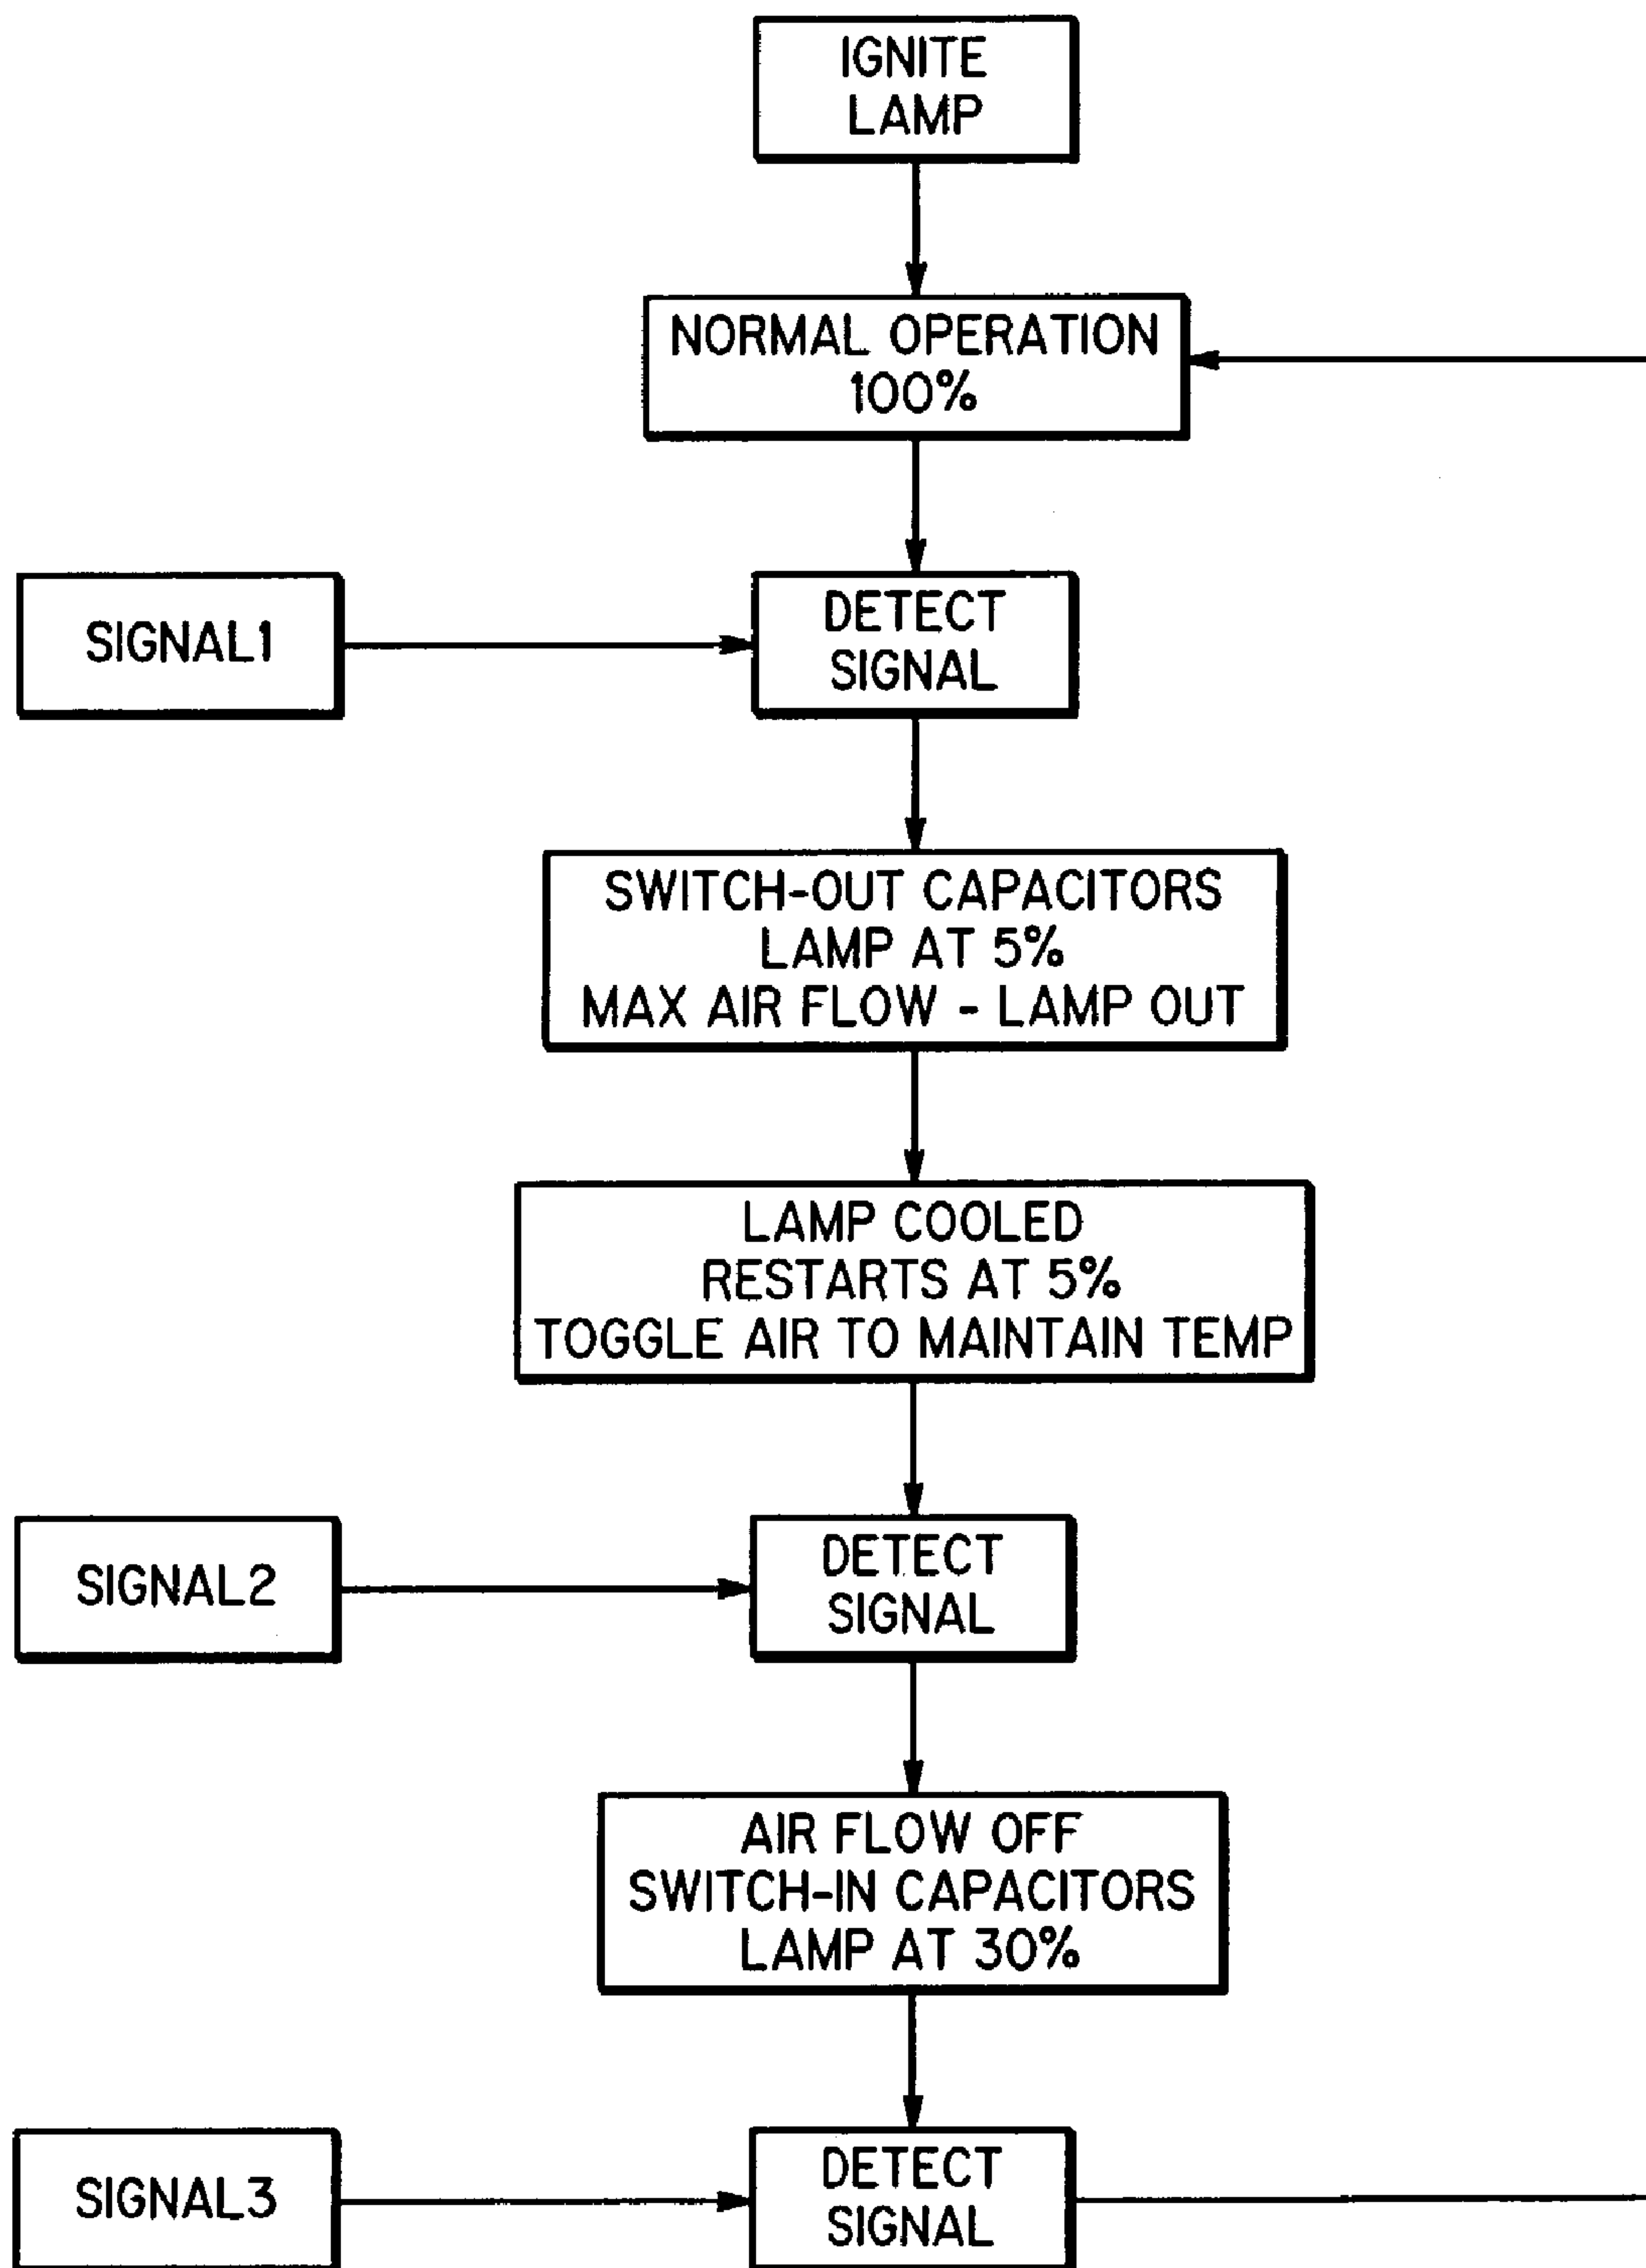 IGNITE
LAMP
NORMAL OPERATION
100%
SIGNAL1
DETECT
SIGNAL
SWITCH-OUT CAPACITORS
LAMP AT 5%
MAX AIR FLOW - LAMP OUT
LAMP COOLED
RESTARTS AT 5%
TOGGLE AIR TO MAINTAIN TEMP
SIGNAL2
DETECT
SIGNAL
AIR FLOW OFF
SWITCH-IN CAPACITORS
LAMP AT 30%
SIGNAL3
DETECT
SIGNAL